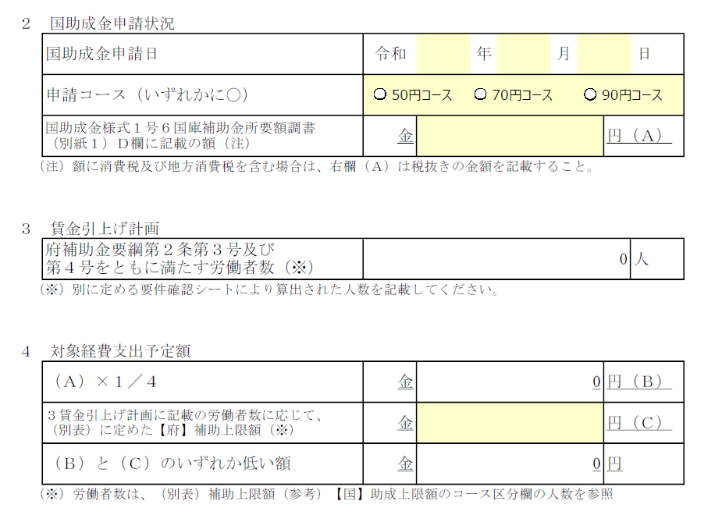 ２　国助成金申請状況
国助成金申請日　令和　年　月　日
申請コース（いずれかに〇）　○ 50円コース　○ 70円コース　○ 90円コース
国助成金様式１号６国庫補助金所要額調書
（別紙１）Ｄ欄に記載の額（注）　金　円（Ａ）
（注）額に消費税及び地方消費税を含む場合は、右欄（Ａ）は税抜きの金額を記載すること。
３　賃金引上げ計画
府補助金要綱第２条第３号及び
第４号をともに満たす労働者数（※）　0 人
（※）別に定める要件確認シートにより算出された人数を記載してください。
４　対象経費支出予定額
（Ａ）×１／４　金　0 円（Ｂ）
３賃金引上げ計画に記載の労働者数に応じて、
（別表）に定めた【府】補助上限額（※）　金　円（Ｃ）
（Ｂ）と（Ｃ）のいずれか低い額　金　0 円
（※）労働者数は、（別表）補助上限額（参考）【国】助成上限額のコース区分欄の人数を参照